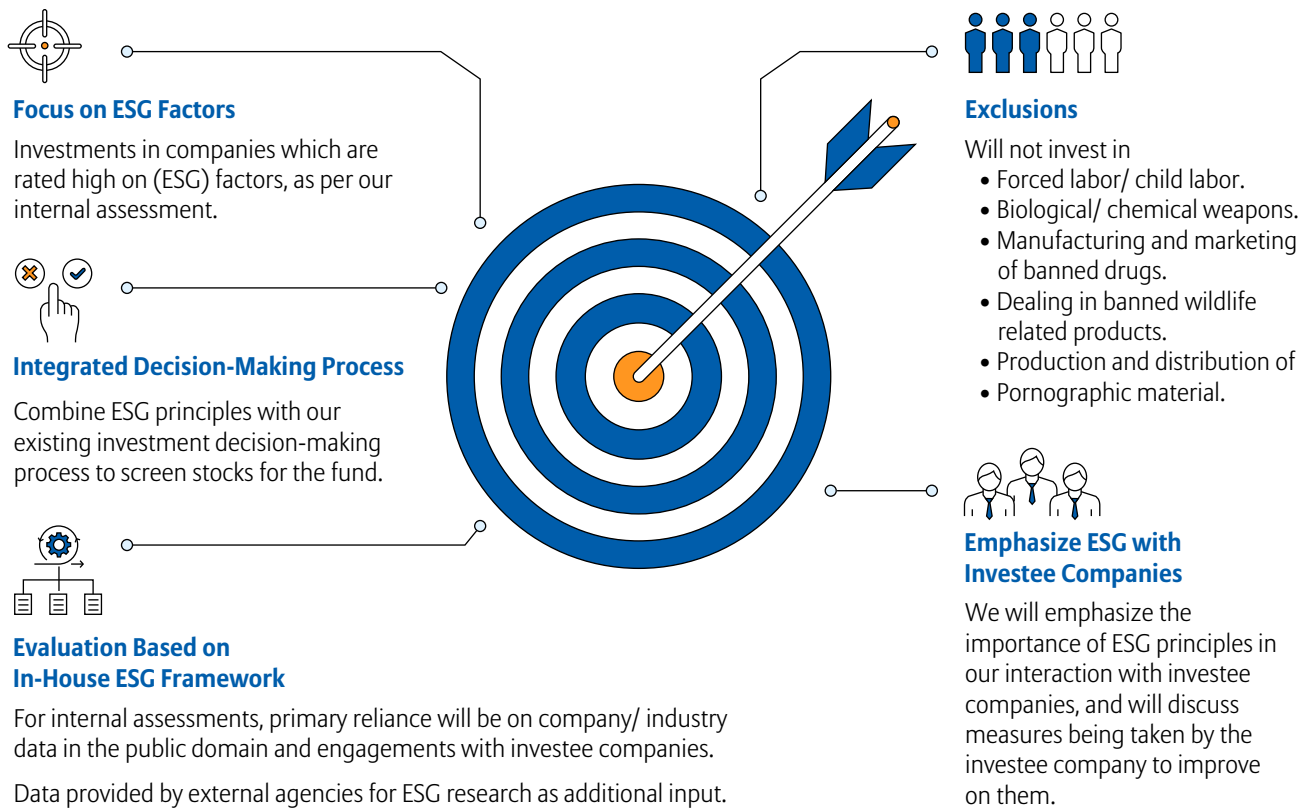 Focus on ESG Factors
Investments in companies which are
rated high on (ESG) factors, as per our
internal assessment.
Integrated Decision-Making Process
Combine ESG principles with our
existing investment decision-making
process to screen stocks for the fund.
Evaluation Based on
In-House ESG Framework
For internal assessments, primary reliance will be on company/ industry
data in the public domain and engagements with investee companies.
Data provided by external agencies for ESG research as additional input.
Exclusions
Will not invest in
• Forced labor/ child labor.
• Biological/ chemical weapons.
• Manufacturing and marketing
of banned drugs.
• Dealing in banned wildlife
related products.
• Production and distribution of
• Pornographic material.
Emphasize ESG with
Investee Companies
We will emphasize the
importance of ESG principles in
our interaction with investee
companies, and will discuss
measures being taken by the
investee company to improve
on them.